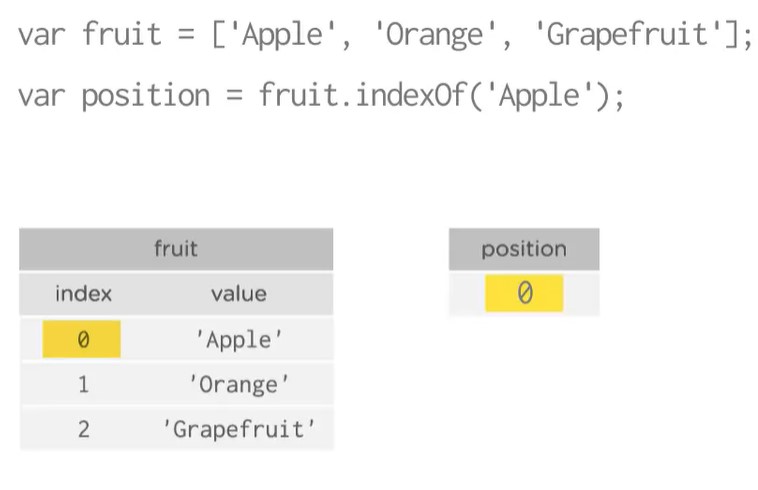 var fruit = ['Apple', 'Orange', 'Grapefruit'];
var position = fruit.indexOf('Apple');
fruit
index value
0 'Apple'
1 'Orange'
2 'Grapefruit'
position
0